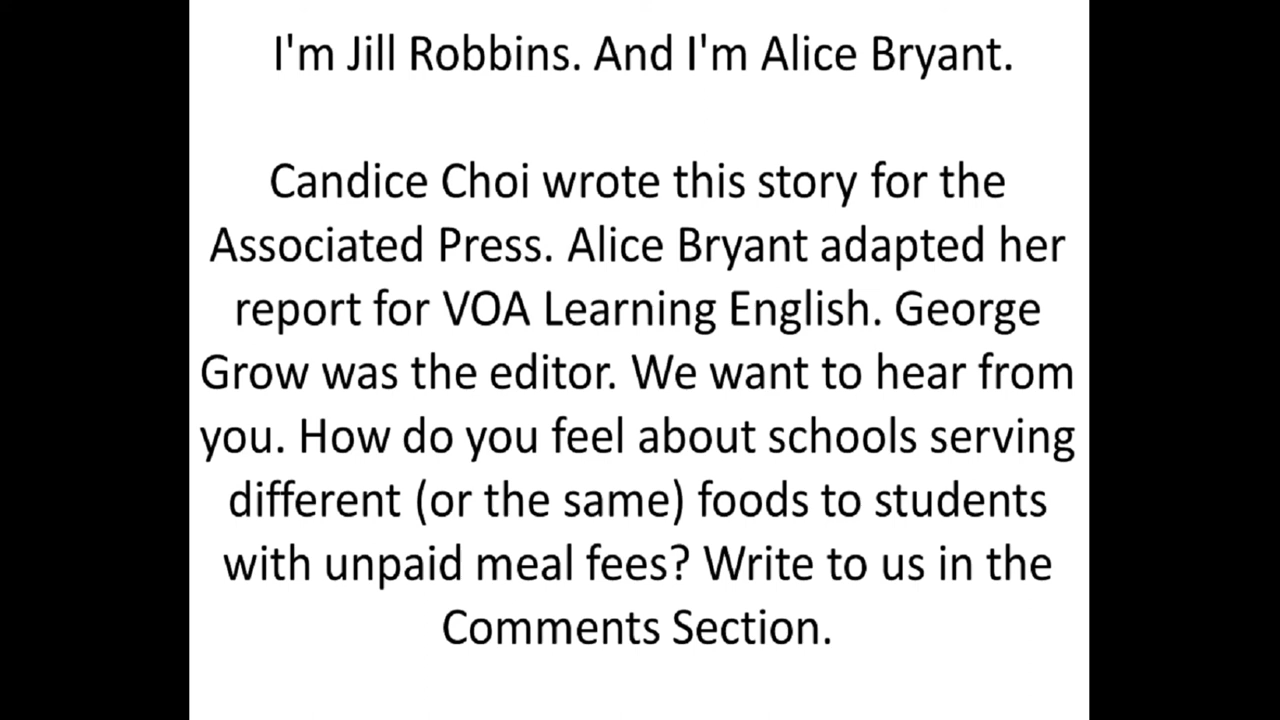 I'm Jill Robbins. And I'm Alice Bryant.
Candice Choi wrote this story for the
Associated Press. Alice Bryant adapted her
report for VOA Learning English. George
Grow was the editor. We want to hear from
you. How do you feel about schools serving
different (or the same) foods to students
with unpaid meal fees? Write to us in the
Comments Section.